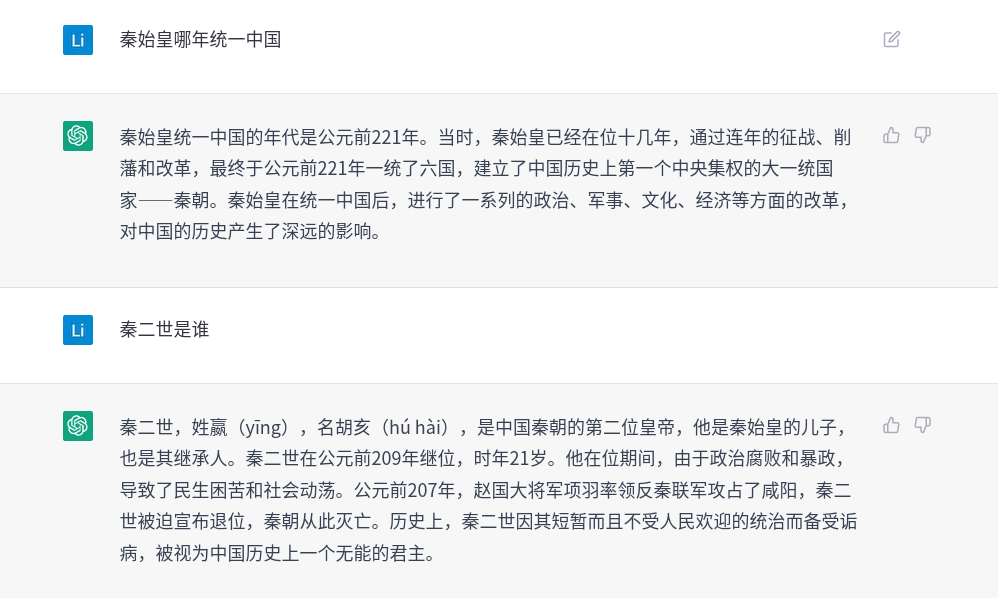 Li
秦始皇哪年统一中国
秦始皇统一中国的年代是公元前221年。当时，秦始皇已经在位十几年，通过连年的征战、削
藩和改革，最终于公元前221年一统了六国，建立了中国历史上第一个中央集权的大一统国
家——秦朝。秦始皇在统一中国后，进行了一系列的政治、军事、文化、经济等方面的改革，
对中国的历史产生了深远的影响。
Li
秦二世是谁
秦二世，姓嬴（yīng），名胡亥（hú hài），是中国秦朝的第二位皇帝，他是秦始皇的儿子，
也是其继承人。秦二世在公元前209年继位，时年21岁。他在位期间，由于政治腐败和暴政，
导致了民生困苦和社会动荡。公元前207年，赵国大将军项羽率领反秦联军攻占了咸阳，秦二
世被迫宣布退位，秦朝从此灭亡。历史上，秦二世因其短暂而且不受人民欢迎的统治而备受诟
病，被视为中国历史上一个无能的君主。